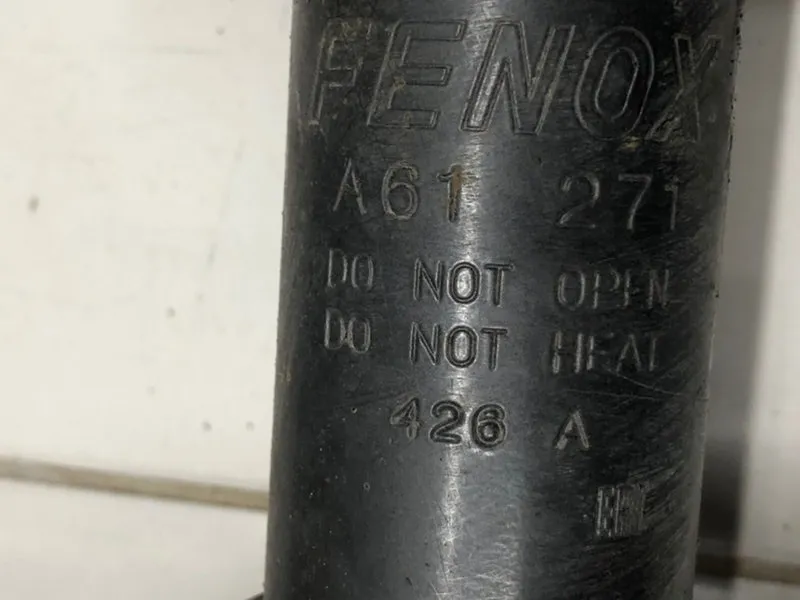 FENOX
A61 271
DO NOT OPEN
DO NOT HEAT
426 A